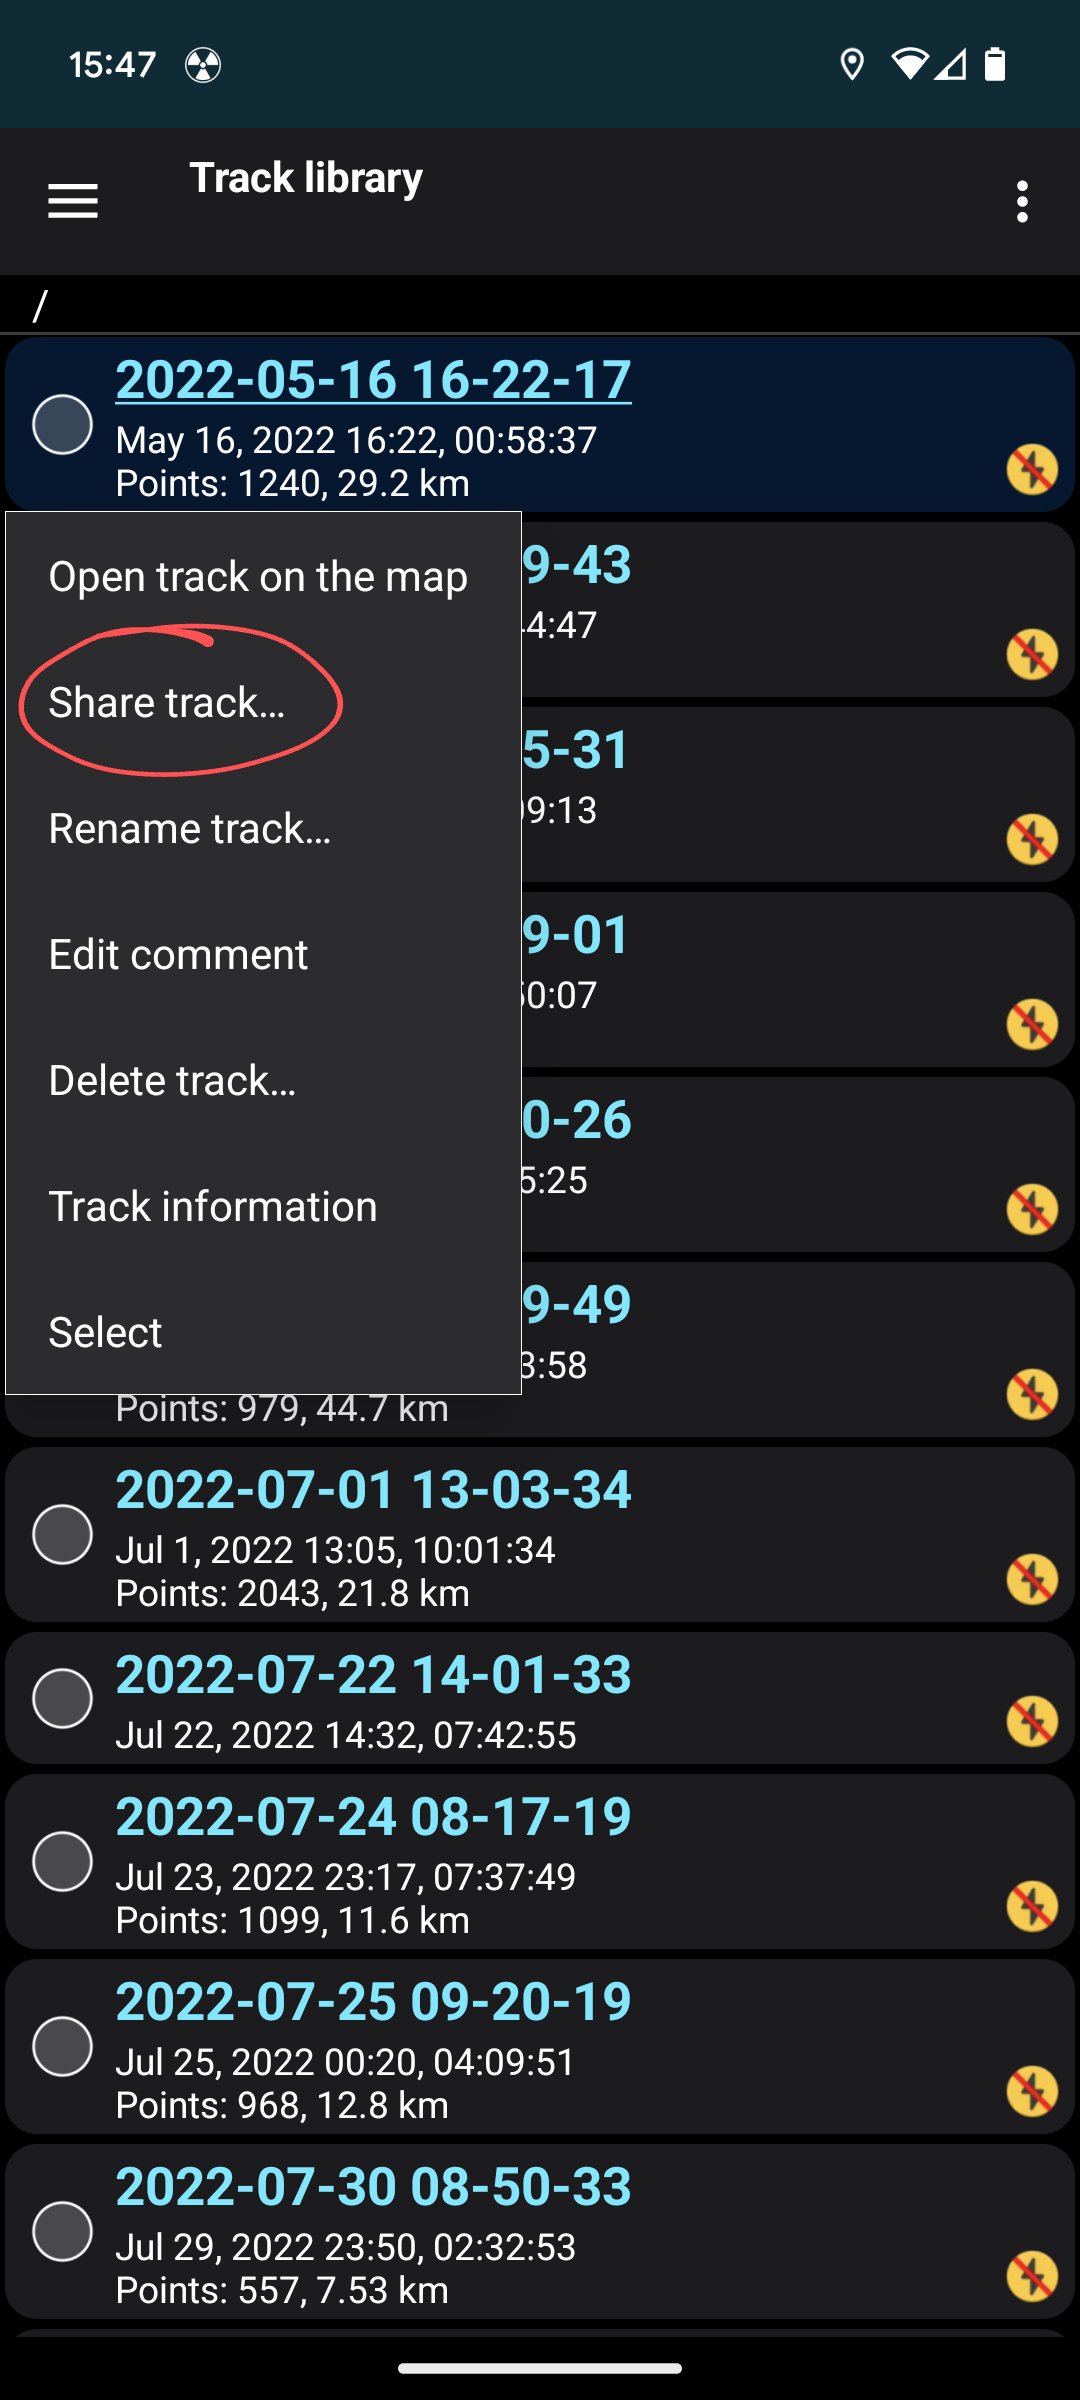 15:47
Track library
/
2022-05-16 16-22-17
May 16, 2022 16:22, 00:58:37
Points: 1240, 29.2 km
Open track on the map
Share track...
Rename track...
Edit comment
Delete track...
Track information
Select
9-43
4:47
5-31
9:13
9-01
0:07
0-26
5:25
9-49
3:58
Points: 979, 44.7 km
2022-07-01 13-03-34
Jul 1, 2022 13:05, 10:01:34
Points: 2043, 21.8 km
2022-07-22 14-01-33
Jul 22, 2022 14:32, 07:42:55
2022-07-24 08-17-19
Jul 23, 2022 23:17, 07:37:49
Points: 1099, 11.6 km
2022-07-25 09-20-19
Jul 25, 2022 00:20, 04:09:51
Points: 968, 12.8 km
2022-07-30 08-50-33
Jul 29, 2022 23:50, 02:32:53
Points: 557, 7.53 km